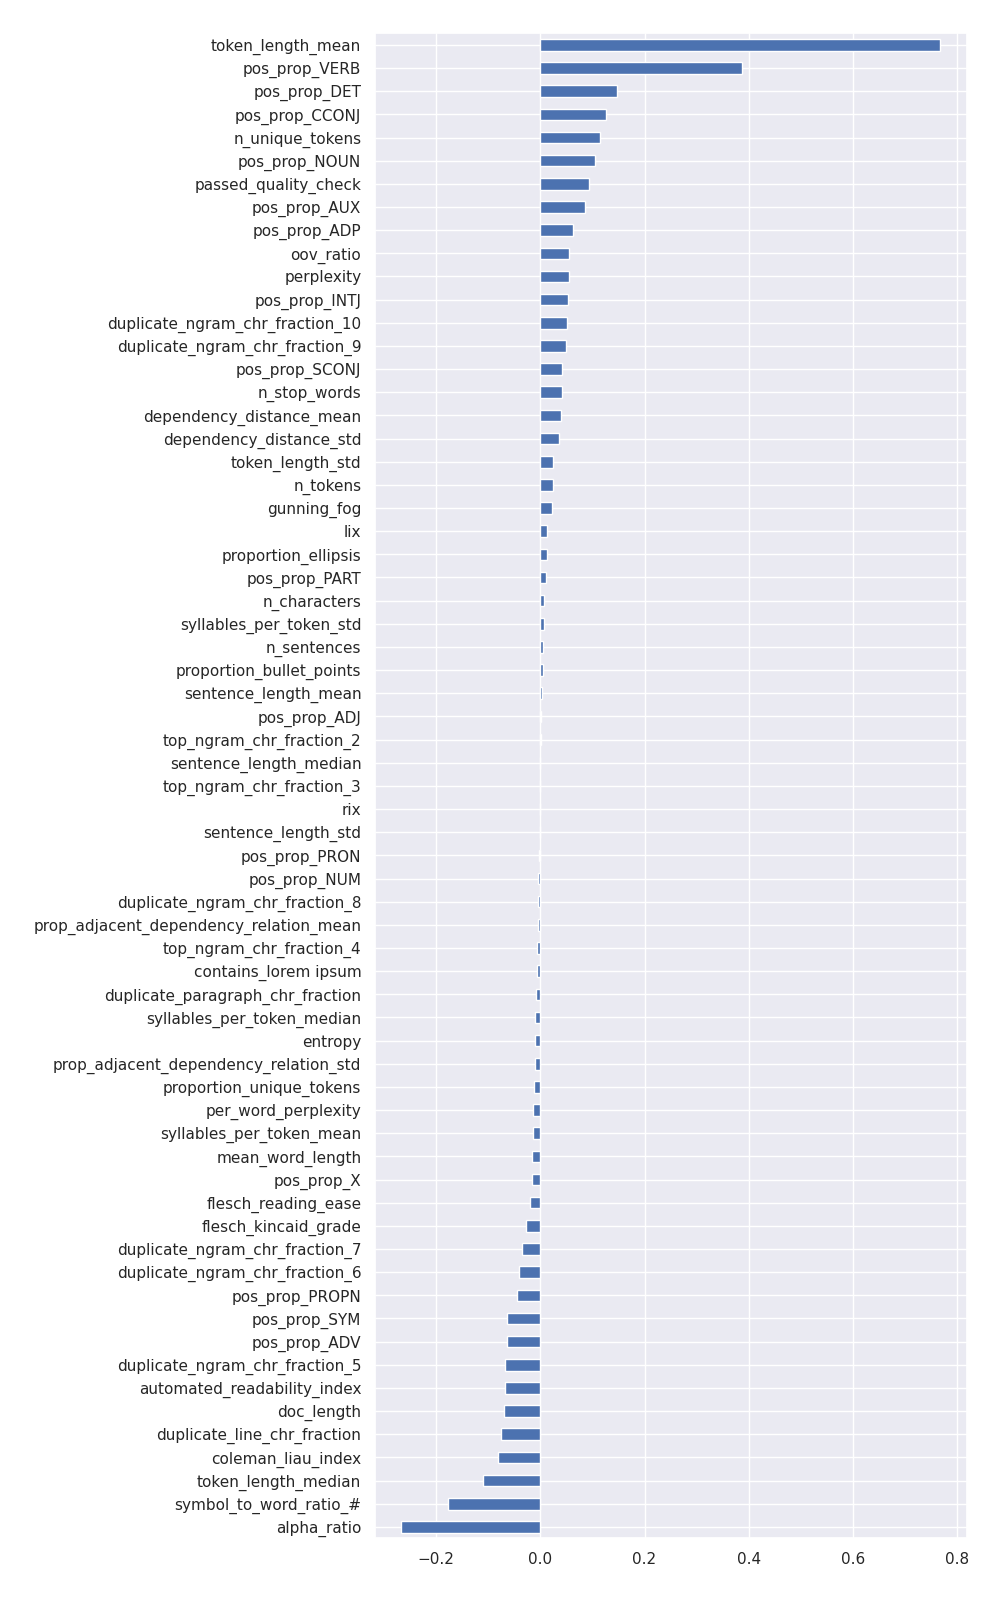 token_length_mean
pos_prop_VERB
pos_prop_DET
pos_prop_CCONJ
n_unique_tokens
pos_prop_NOUN
passed_quality_check
pos_prop_AUX
pos_prop_ADP
oov_ratio
perplexity
pos_prop_INTJ
duplicate_ngram_chr_fraction_10
duplicate_ngram_chr_fraction_9
pos_prop_SCONJ
n_stop_words
dependency_distance_mean
dependency_distance_std
token_length_std
n_tokens
gunning_fog
lix
proportion_ellipsis
pos_prop_PART
n_characters
syllables_per_token_std
n_sentences
proportion_bullet_points
sentence_length_mean
pos_prop_ADJ
top_ngram_chr_fraction_2
sentence_length_median
top_ngram_chr_fraction_3
rix
sentence_length_std
pos_prop_PRON
pos_prop_NUM
duplicate_ngram_chr_fraction_8
prop_adjacent_dependency_relation_mean
top_ngram_chr_fraction_4
contains_lorem ipsum
duplicate_paragraph_chr_fraction
syllables_per_token_median
entropy
prop_adjacent_dependency_relation_std
proportion_unique_tokens
per_word_perplexity
syllables_per_token_mean
mean_word_length
pos_prop_X
flesch_reading_ease
flesch_kincaid_grade
duplicate_ngram_chr_fraction_7
duplicate_ngram_chr_fraction_6
pos_prop_PROPN
pos_prop_SYM
pos_prop_ADV
duplicate_ngram_chr_fraction_5
automated_readability_index
doc_length
duplicate_line_chr_fraction
coleman_liau_index
token_length_median
symbol_to_word_ratio_#
alpha_ratio
−0.2 0.0 0.2 0.4 0.6 0.8